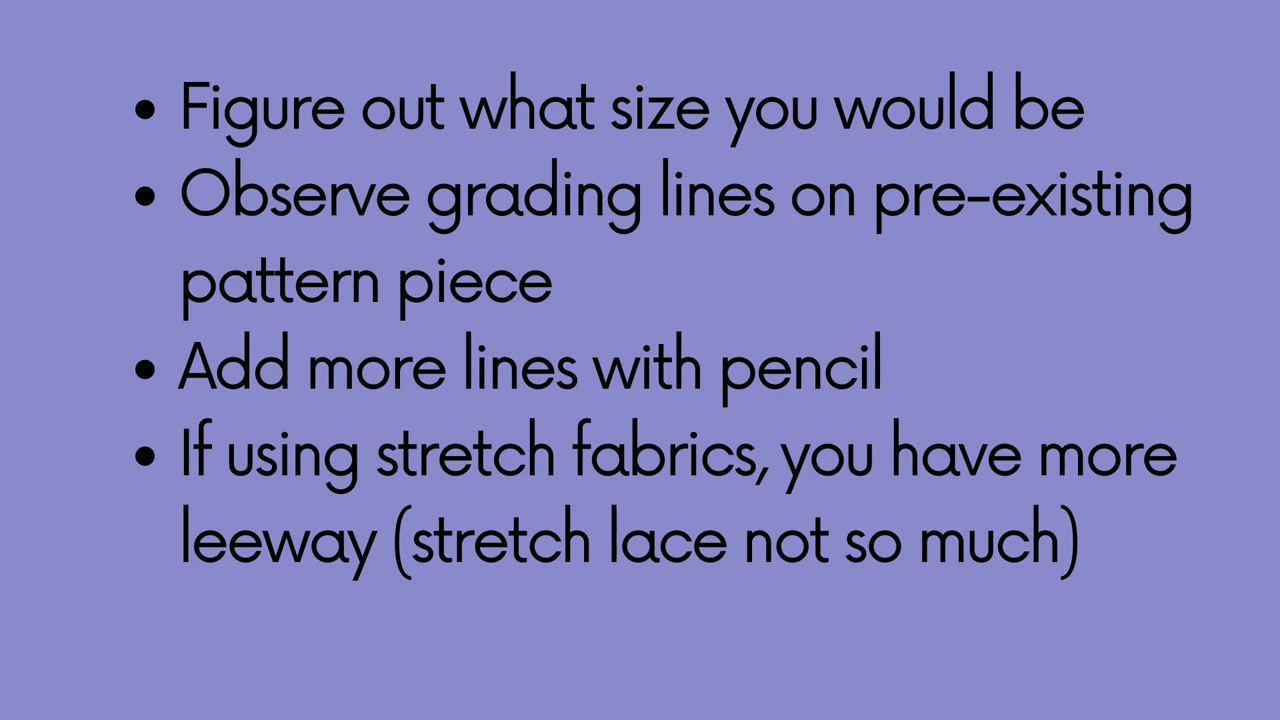 • Figure out what size you would be
• Observe grading lines on pre-existing
pattern piece
• Add more lines with pencil
• If using stretch fabrics, you have more
leeway (stretch lace not so much)